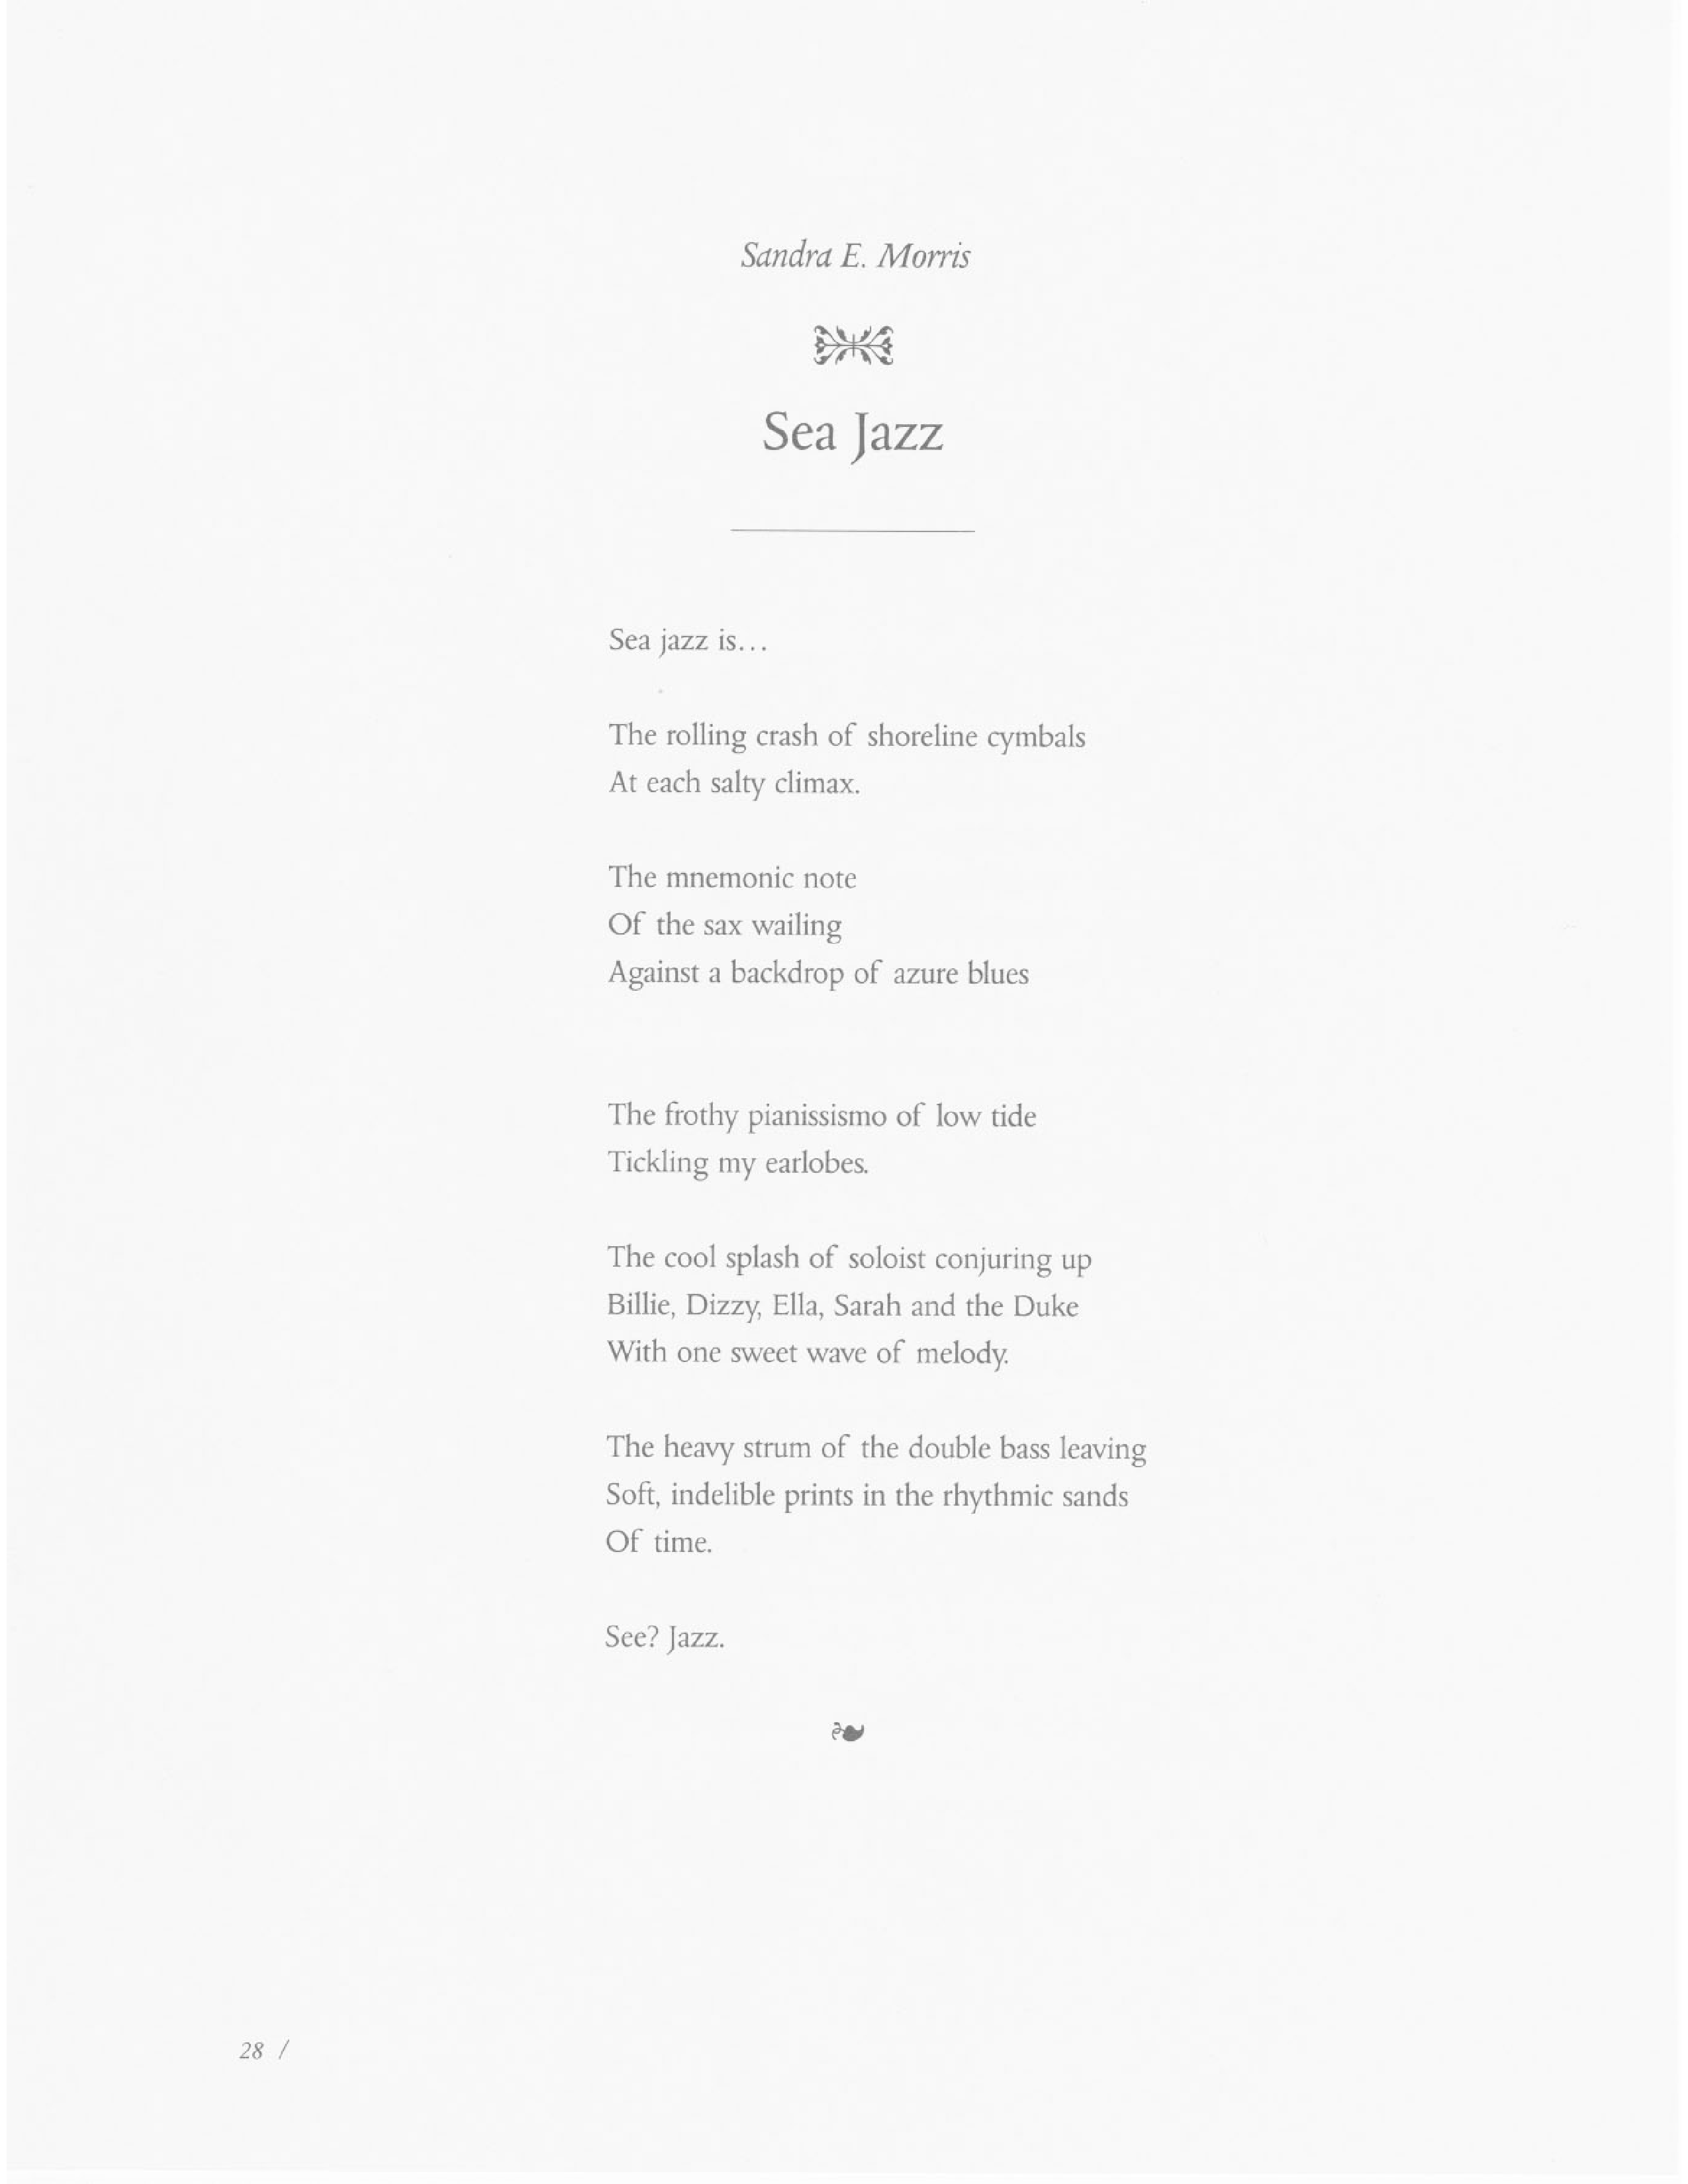 Sandra E. Morris
Sea Jazz
Sea jazz is...
The rolling crash of shoreline cymbals
At each salty climax.
The mnemonic note
Of the sax wailing
Against a backdrop of azure blues
The frothy pianissismo of low tide
Tickling my earlobes.
The cool splash of soloist conjuring up
Billie, Dizzy, Ella, Sarah and the Duke
With one sweet wave of melody.
The heavy strum of the double bass leaving
Soft, indelible prints in the rhythmic sands
Of time.
See? Jazz.
28 /